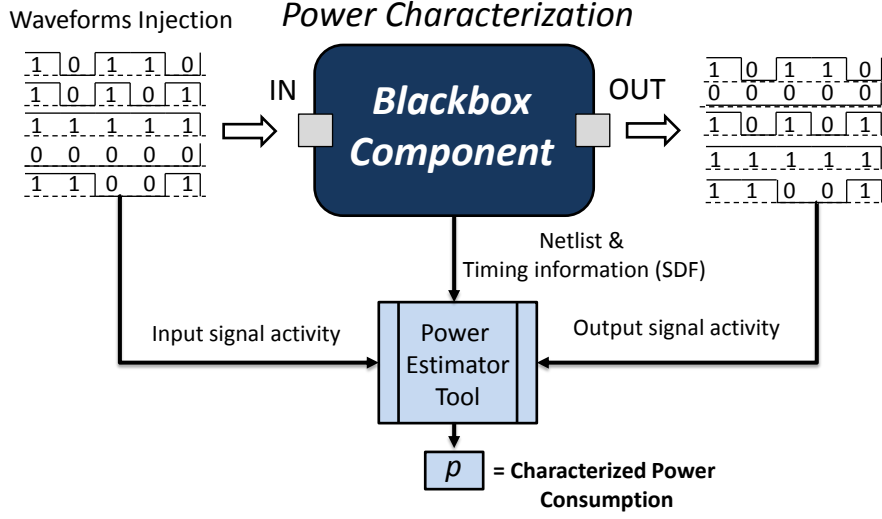 Power Characterization
Waveforms Injection
1 0 1 1 0
1 0 1 0 1
1 1 1 1 1
0 0 0 0 0
1 1 0 0 1
IN
Blackbox
Component
OUT
1 0 1 1 0
0 0 0 0 0
1 0 1 0 1
1 1 1 1 1
1 1 0 0 1
Netlist &
Timing information (SDF)
Input signal activity
Power
Estimator
Tool
Output signal activity
p
= Characterized Power
Consumption